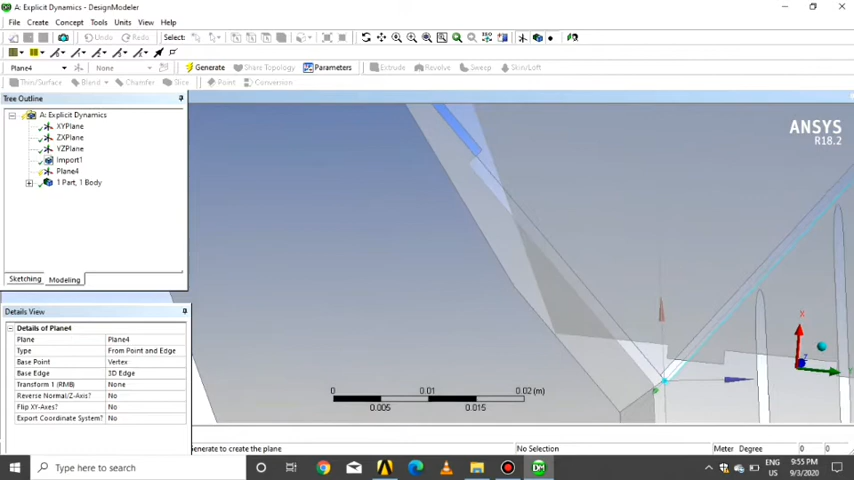 A: Explicit Dynamics - DesignModeler
File Create Concept Tools Units View Help
Undo Redo Select:
Plane4 None Generate Share Topology Parameters Extrude Revolve Sweep Skin/Loft
Thin/Surface Blend Chamfer Slice Point Conversion
Tree Outline
A: Explicit Dynamics
XYPlane
ZXPlane
YZPlane
Import1
Plane4
1 Part, 1 Body
Sketching Modeling
Details View
Details of Plane4
Plane Plane4
Type From Point and Edge
Base Point Vertex
Base Edge 3D Edge
Transform 1 (RMB) None
Reverse Normal/Z-Axis? No
Flip XY-Axes? No
Export Coordinate System? No
ANSYS
R18.2
X
Z
0 0.01 0.02 (m)
0.005 0.015
enerate to create the plane No Selection Meter Degree 0 0
Type here to search
ENG
US
9:55 PM
9/3/2020